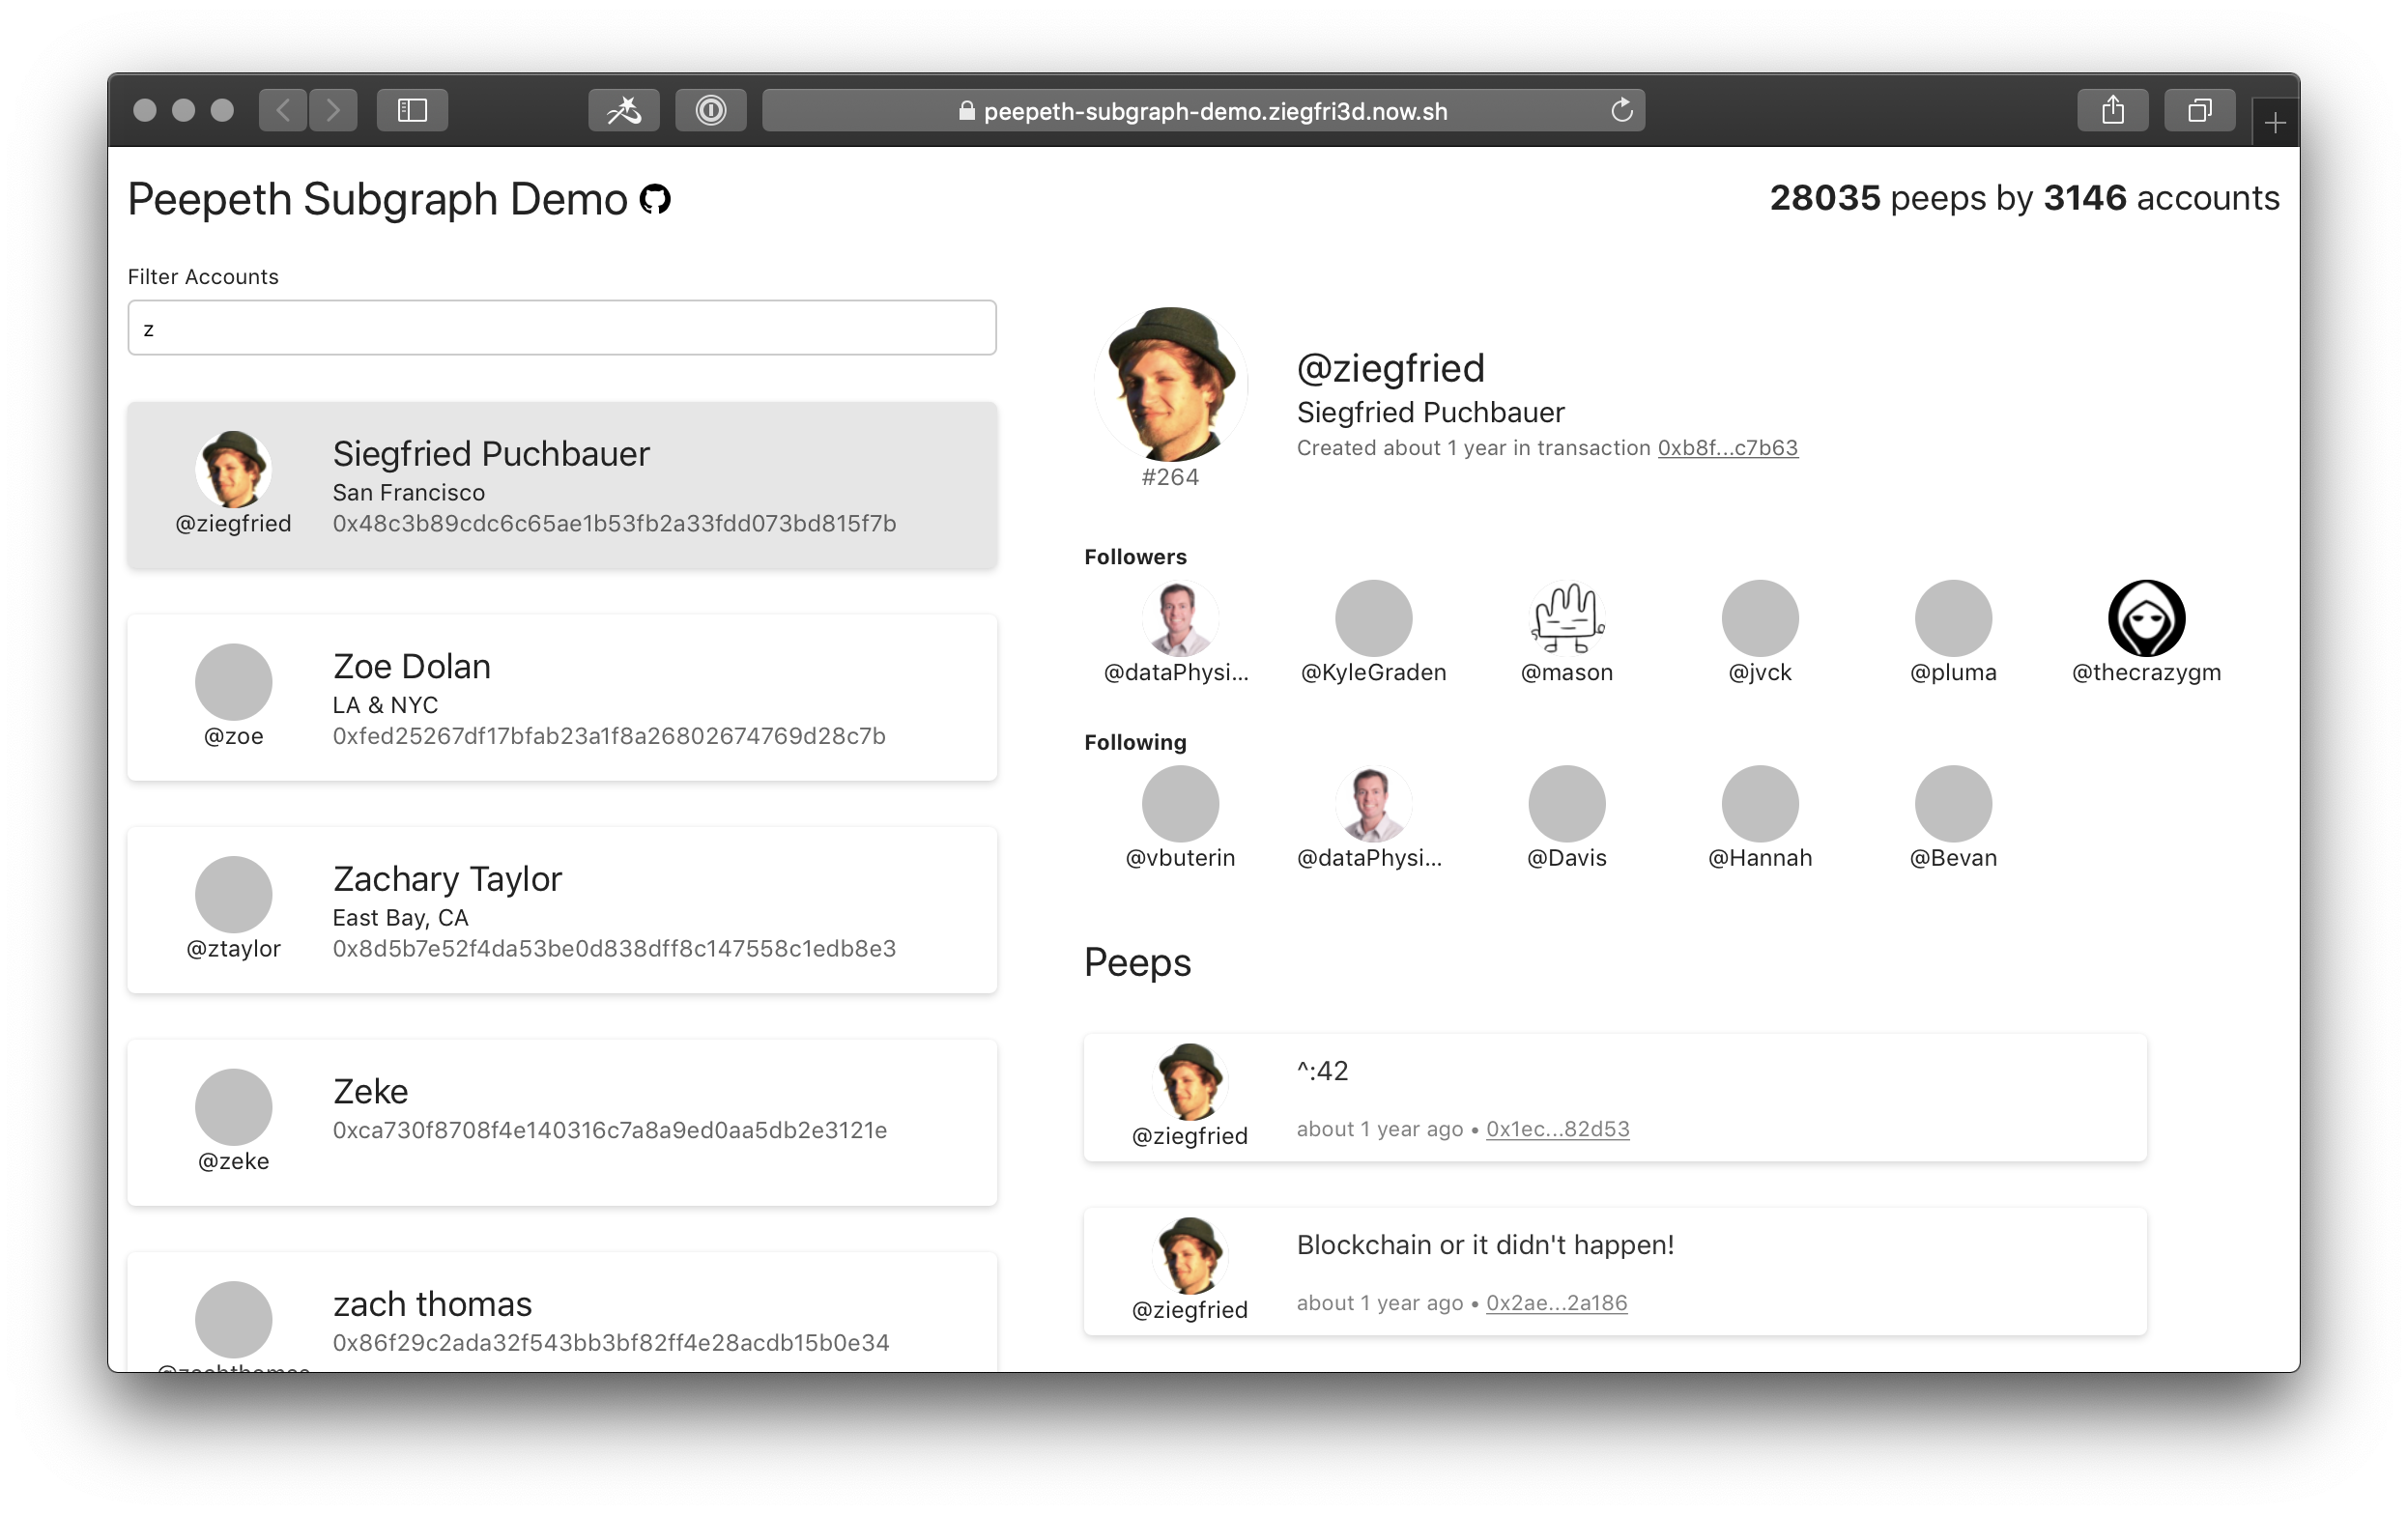 peepeth-subgraph-demo.ziegfri3d.now.sh
Peepeth Subgraph Demo
28035 peeps by 3146 accounts
Filter Accounts
z
Siegfried Puchbauer
San Francisco
@ziegfried
0x48c3b89cdc6c65ae1b53fb2a33fdd073bd815f7b
Zoe Dolan
LA & NYC
@zoe
0xfed25267df17bfab23a1f8a26802674769d28c7b
Zachary Taylor
East Bay, CA
@ztaylor
0x8d5b7e52f4da53be0d838dff8c147558c1edb8e3
Zeke
0xca730f8708f4e140316c7a8a9ed0aa5db2e3121e
@zeke
zach thomas
0x86f29c2ada32f543bb3bf82ff4e28acdb15b0e34
@zachthomas
@ziegfried
Siegfried Puchbauer
Created about 1 year in transaction 0xb8f...c7b63
#264
Followers
@dataPhysi... @KyleGraden @mason @jvck @pluma @thecrazygm
Following
@vbuterin @dataPhysi... @Davis @Hannah @Bevan
Peeps
^:42
@ziegfried
about 1 year ago • 0x1ec...82d53
Blockchain or it didn't happen!
@ziegfried
about 1 year ago • 0x2ae...2a186